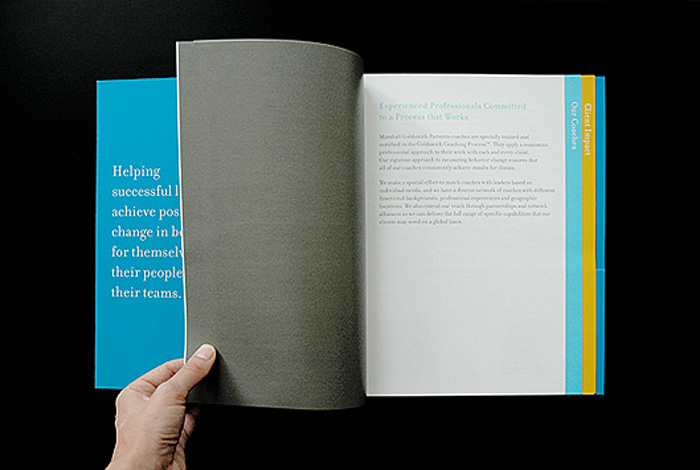 Helping
successful l
achieve pos
change in be
for themselv
their people
their teams.
Experienced Professionals Committed
to a Process that Works
Marshall Goldsmith Partners coaches are specially trained and
certified in the Goldsmith Coaching Process℠. They apply a consistent,
professional approach to their work with each and every client.
Our rigorous approach to measuring behavior change ensures that
all of our coaches consistently achieve results for clients.
We make a special effort to match coaches with leaders based on
individual needs, and we have a diverse network of coaches with different
functional backgrounds, professional experiences and geographic
locations. We also extend our reach through partnerships and network
alliances so we can deliver the full range of specific capabilities that our
clients may need on a global basis.
Our Coaches
Client Impact